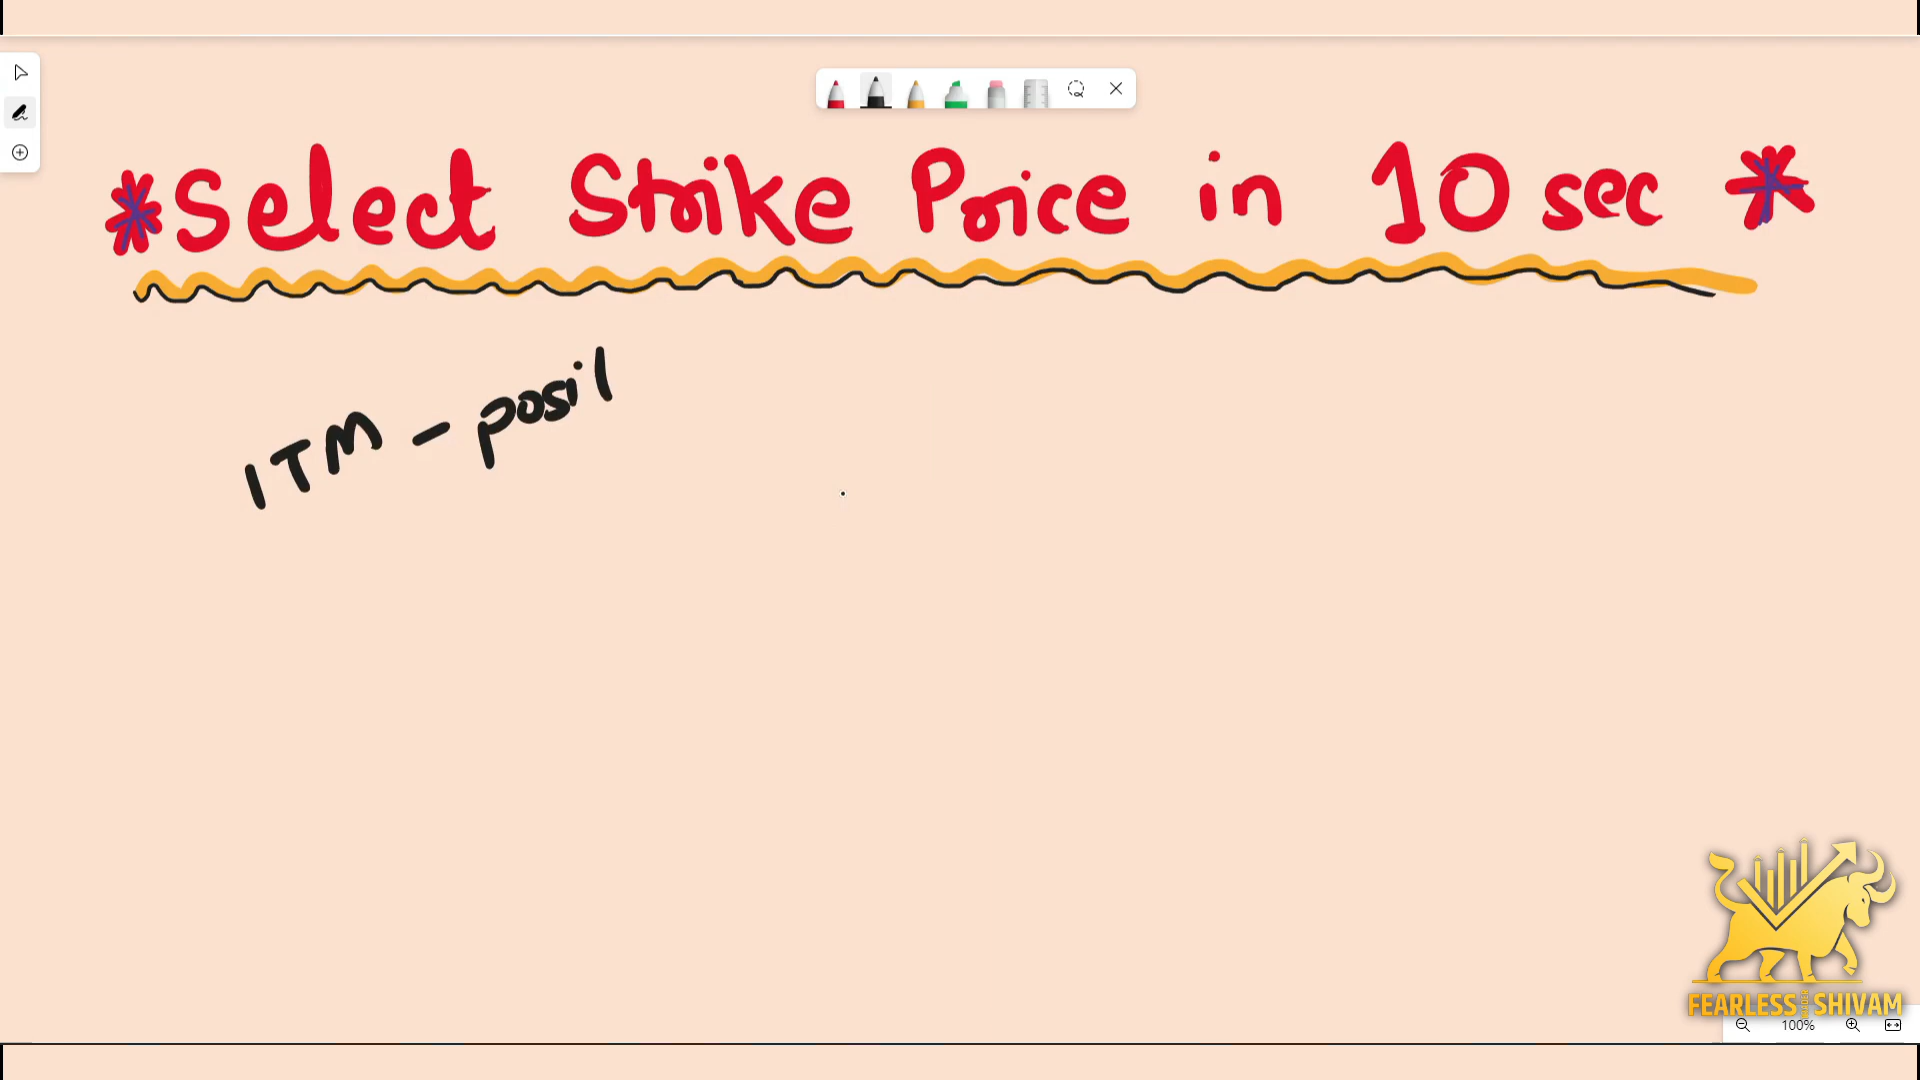 *Select Strike Price in 10 sec *
ITM - posil
FEARLESS SHIVAM
100%